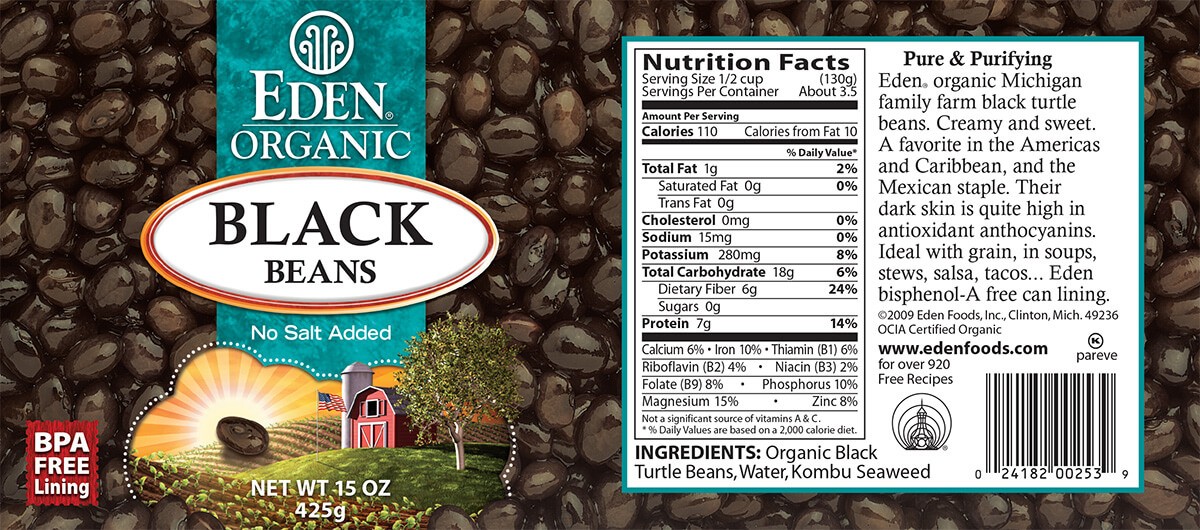 EDEN®
ORGANIC
BLACK
BEANS
No Salt Added
BPA
FREE
Lining
NET WT 15 OZ
425g
Nutrition Facts
Serving Size 1/2 cup (130g)
Servings Per Container About 3.5
Amount Per Serving
Calories 110 Calories from Fat 10
% Daily Value*
Total Fat 1g 2%
Saturated Fat 0g 0%
Trans Fat 0g
Cholesterol 0mg 0%
Sodium 15mg 0%
Potassium 280mg 8%
Total Carbohydrate 18g 6%
Dietary Fiber 6g 24%
Sugars 0g
Protein 7g 14%
Calcium 6% • Iron 10% • Thiamin (B1) 6%
Riboflavin (B2) 4% • Niacin (B3) 2%
Folate (B9) 8% • Phosphorus 10%
Magnesium 15% • Zinc 8%
Not a significant source of vitamins A & C.
* % Daily Values are based on a 2,000 calorie diet.
INGREDIENTS: Organic Black
Turtle Beans, Water, Kombu Seaweed
Pure & Purifying
Eden® organic Michigan
family farm black turtle
beans. Creamy and sweet.
A favorite in the Americas
and Caribbean, and the
Mexican staple. Their
dark skin is quite high in
antioxidant anthocyanins.
Ideal with grain, in soups,
stews, salsa, tacos... Eden
bisphenol-A free can lining.
©2009 Eden Foods, Inc., Clinton, Mich. 49236
OCIA Certified Organic
www.edenfoods.com
for over 920
Free Recipes
K
pareve
0 24182 00253 9